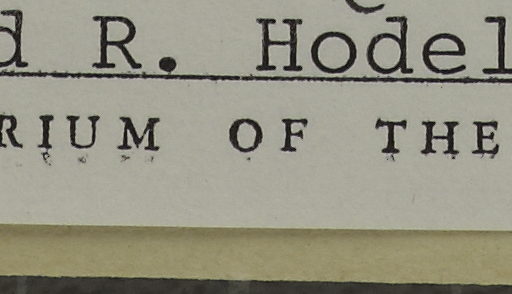 d R. Hodel
RIUM OF THE